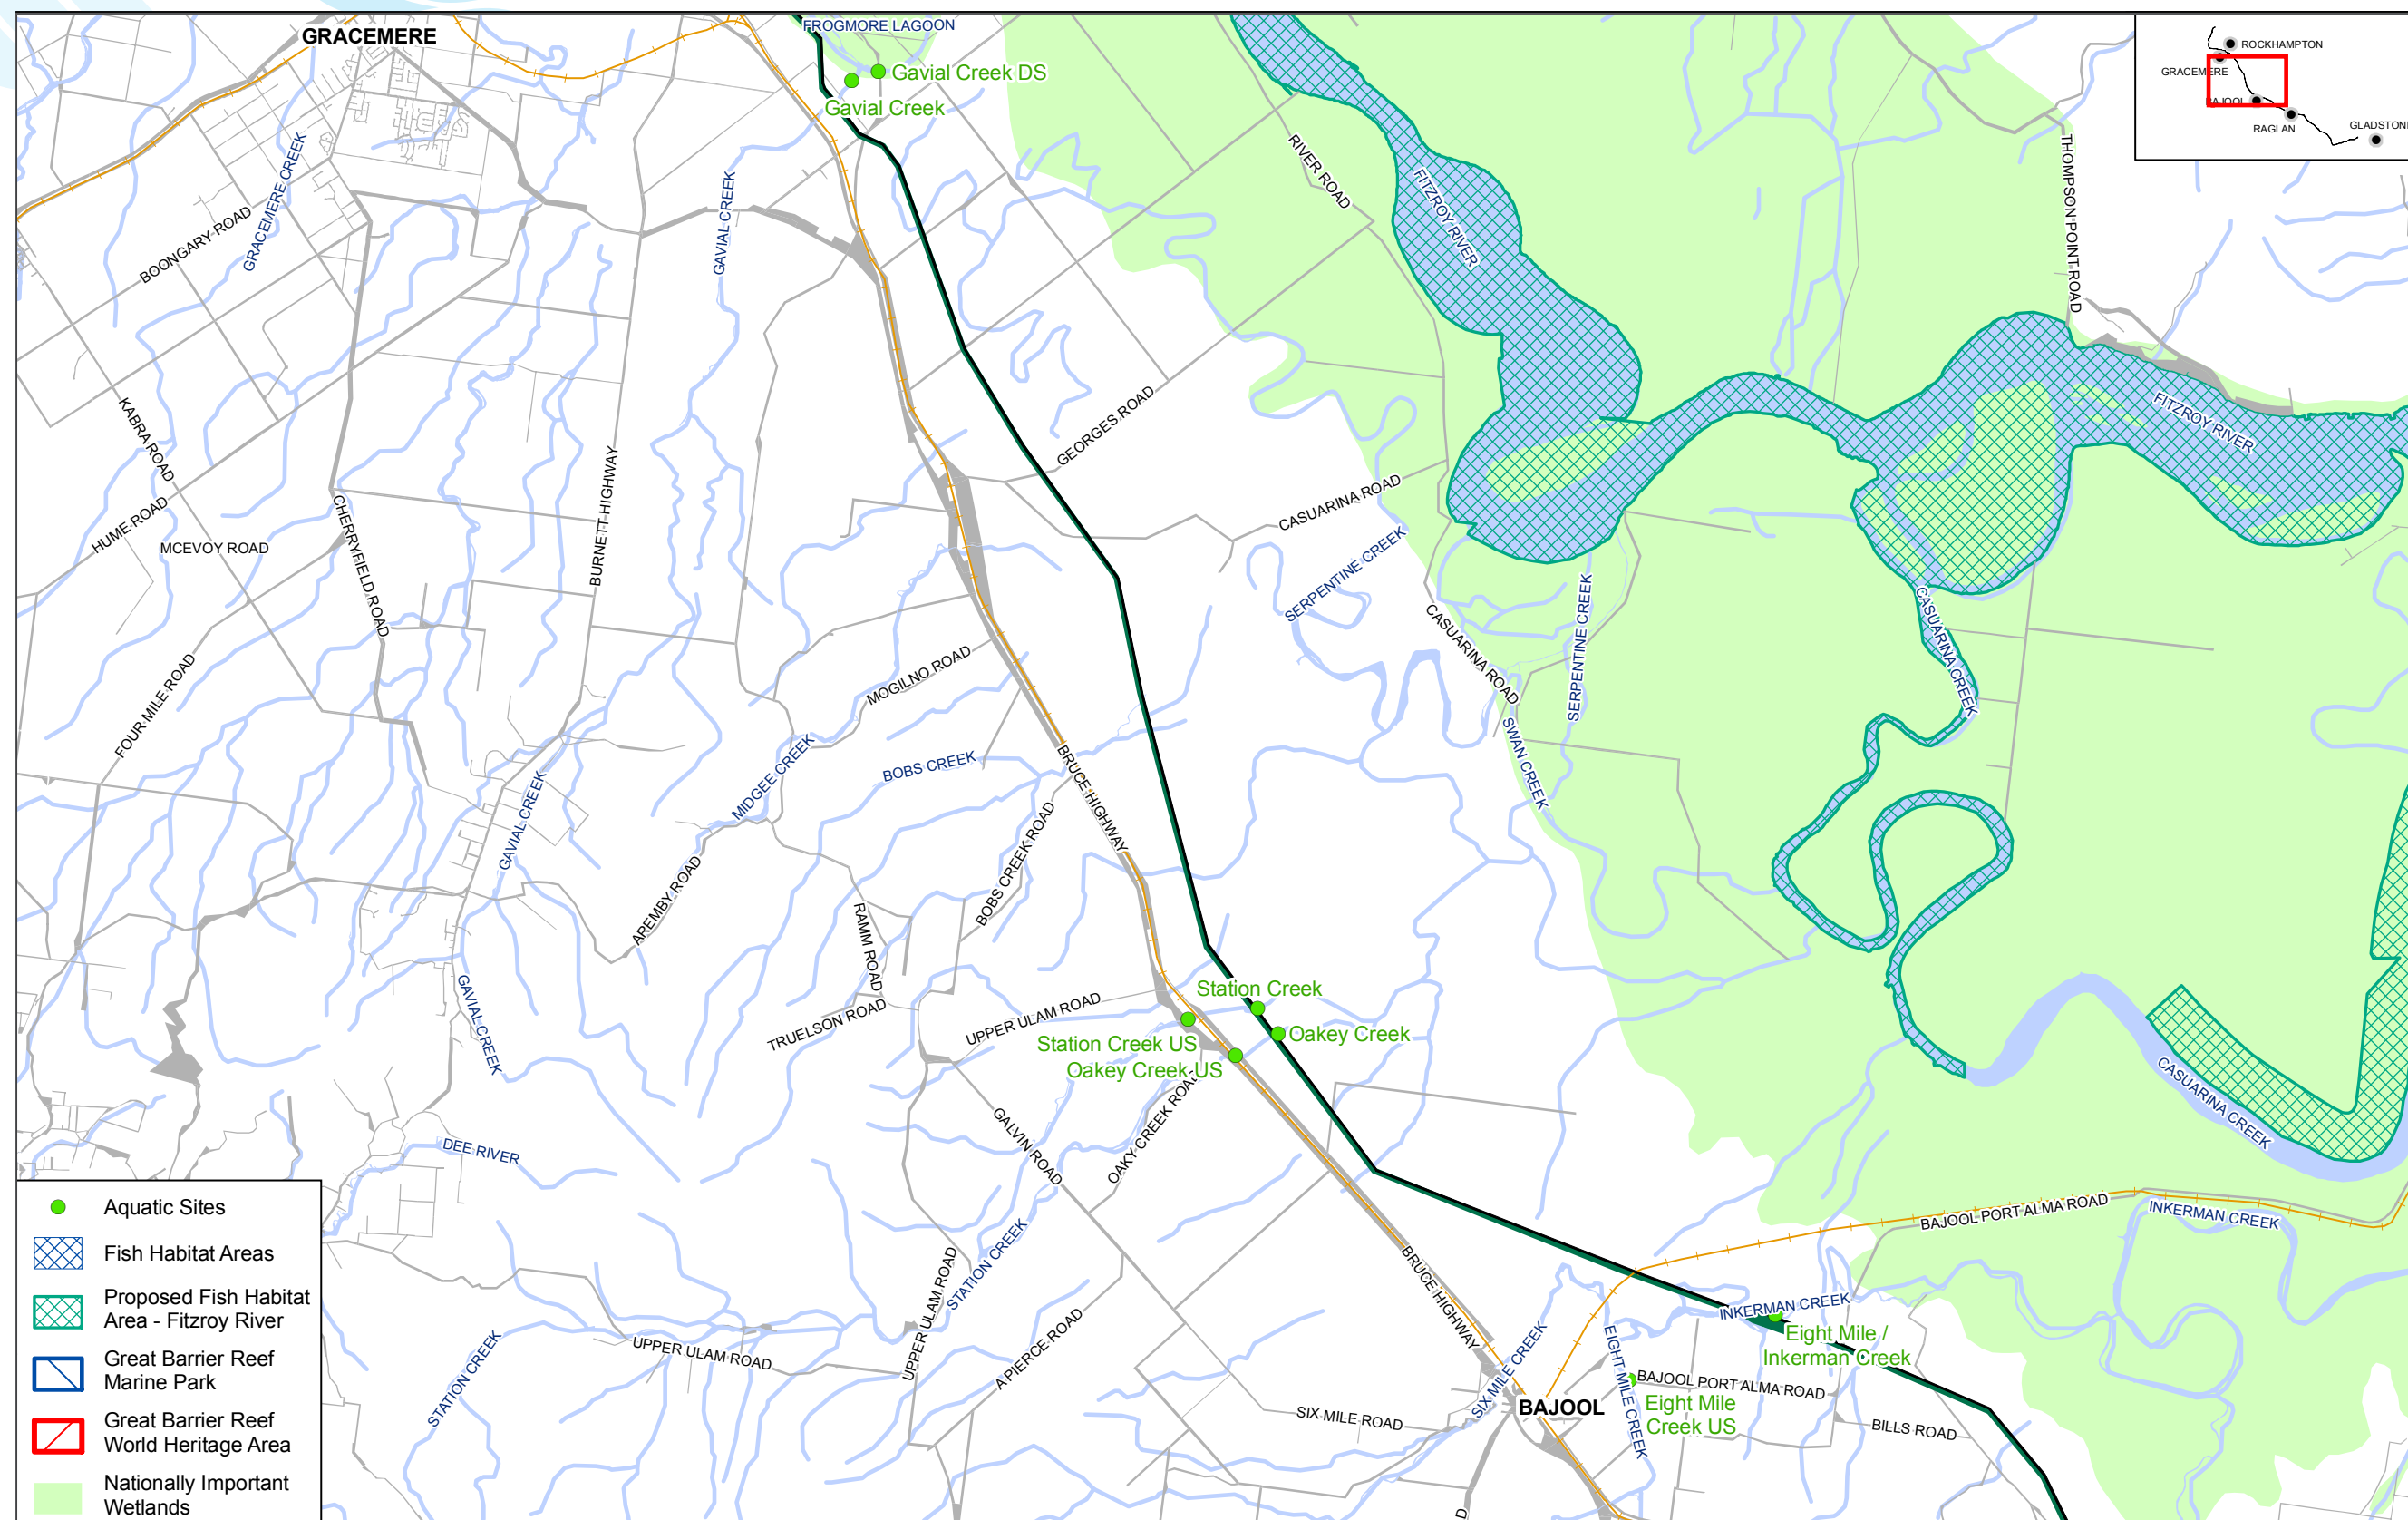 FROGMORE LAGOON
GRACEMERE
Gavial Creek DS
Gavial Creek
ROCKHAMPTON
GRACEMERE
BAJOOL
RAGLAN
GLADSTONE
RIVER ROAD
THOMPSON POINT ROAD
FITZROY RIVER
GRACEMERE CREEK
BOONGARY ROAD
GAVIAL CREEK
FITZROY RIVER
GEORGES ROAD
KABRA ROAD
BURNETT HIGHWAY
CASUARINA ROAD
HUME ROAD
MCEVOY ROAD
CHERRYFIELD ROAD
SERPENTINE CREEK
CASUARINA ROAD
SERPENTINE CREEK
CASUARINA CREEK
FOUR MILE ROAD
MOGILNO ROAD
SWAN CREEK
MIDGEE CREEK
BOBS CREEK
BRUCE HIGHWAY
GAVIAL CREEK
BOBS CREEK ROAD
AREMBY ROAD
RAMM ROAD
GAVIAL CREEK
TRUELSON ROAD
UPPER ULAM ROAD
Station Creek
Oakey Creek
Station Creek US
Oakey Creek US
CASUARINA CREEK
GALVIN ROAD
OAKY CREEK ROAD
DEE RIVER
BAJOOL PORT ALMA ROAD
INKERMAN CREEK
STATION CREEK
UPPER ULAM ROAD
BRUCE HIGHWAY
INKERMAN CREEK
Eight Mile /
Inkerman Creek
UPPER ULAM ROAD
A PIERCE ROAD
STATION CREEK
SIX MILE CREEK
EIGHT MILE CREEK
BAJOOL PORT ALMA ROAD
Eight Mile
Creek US
SIX MILE ROAD
BAJOOL
BILLS ROAD
D
Aquatic Sites
Fish Habitat Areas
Proposed Fish Habitat
Area - Fitzroy River
Great Barrier Reef
Marine Park
Great Barrier Reef
World Heritage Area
Nationally Important
Wetlands